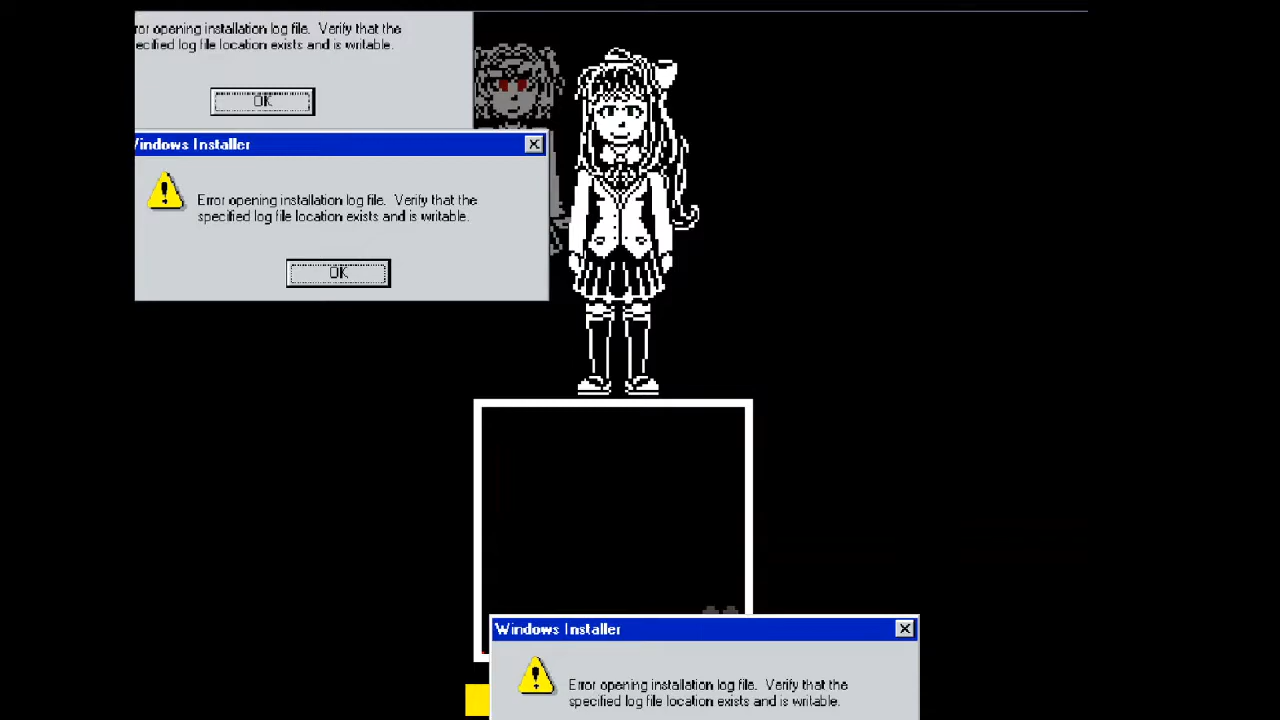 ror opening installation log file.  Verify that the
ecified log file location exists and is writable.
OK
indows Installer
Error opening installation log file.  Verify that the
specified log file location exists and is writable.
OK
Windows Installer
Error opening installation log file.  Verify that the
specified log file location exists and is writable.